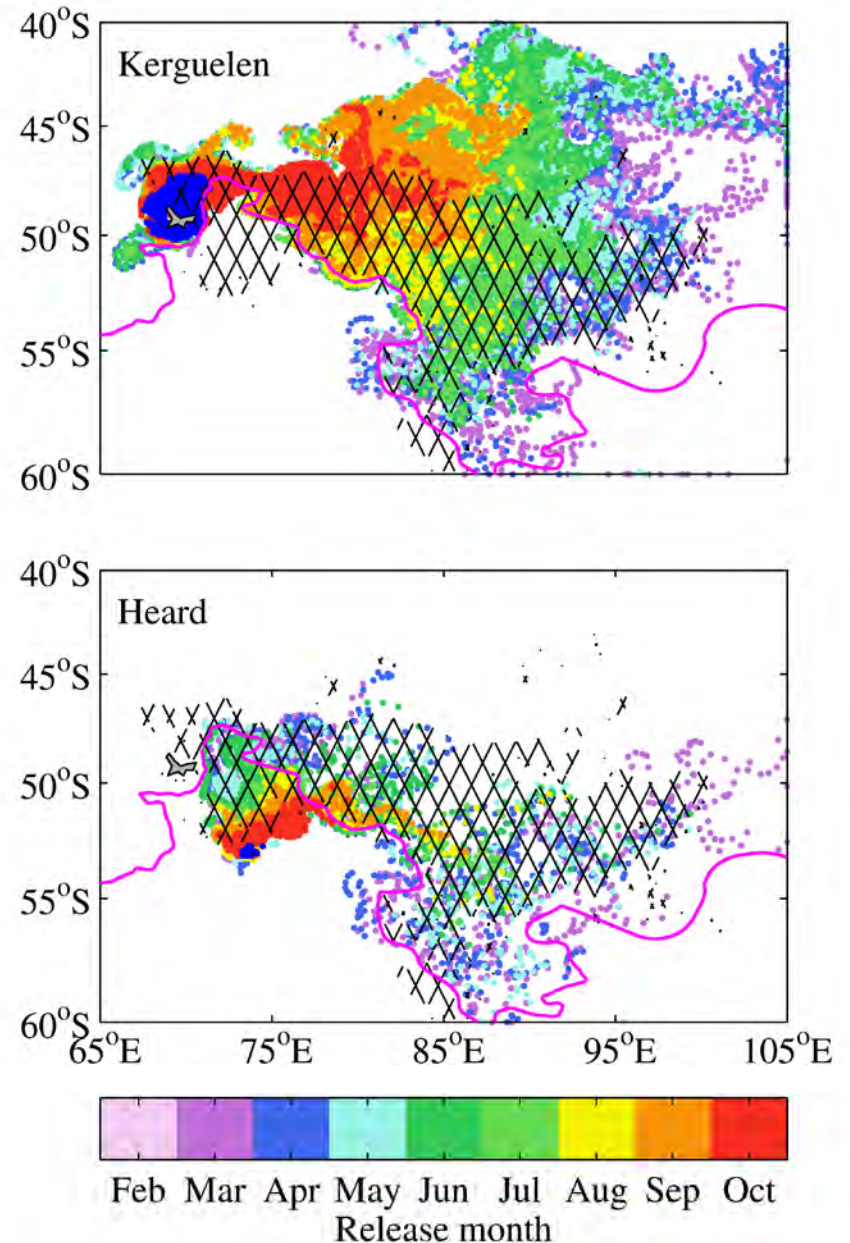 40°S
Kerguelen
45°S
50°S
55°S
60°S
40°S
Heard
45°S
50°S
55°S
60°S
65°E 75°E 85°E 95°E 105°E
Feb Mar Apr May Jun Jul Aug Sep Oct
Release month